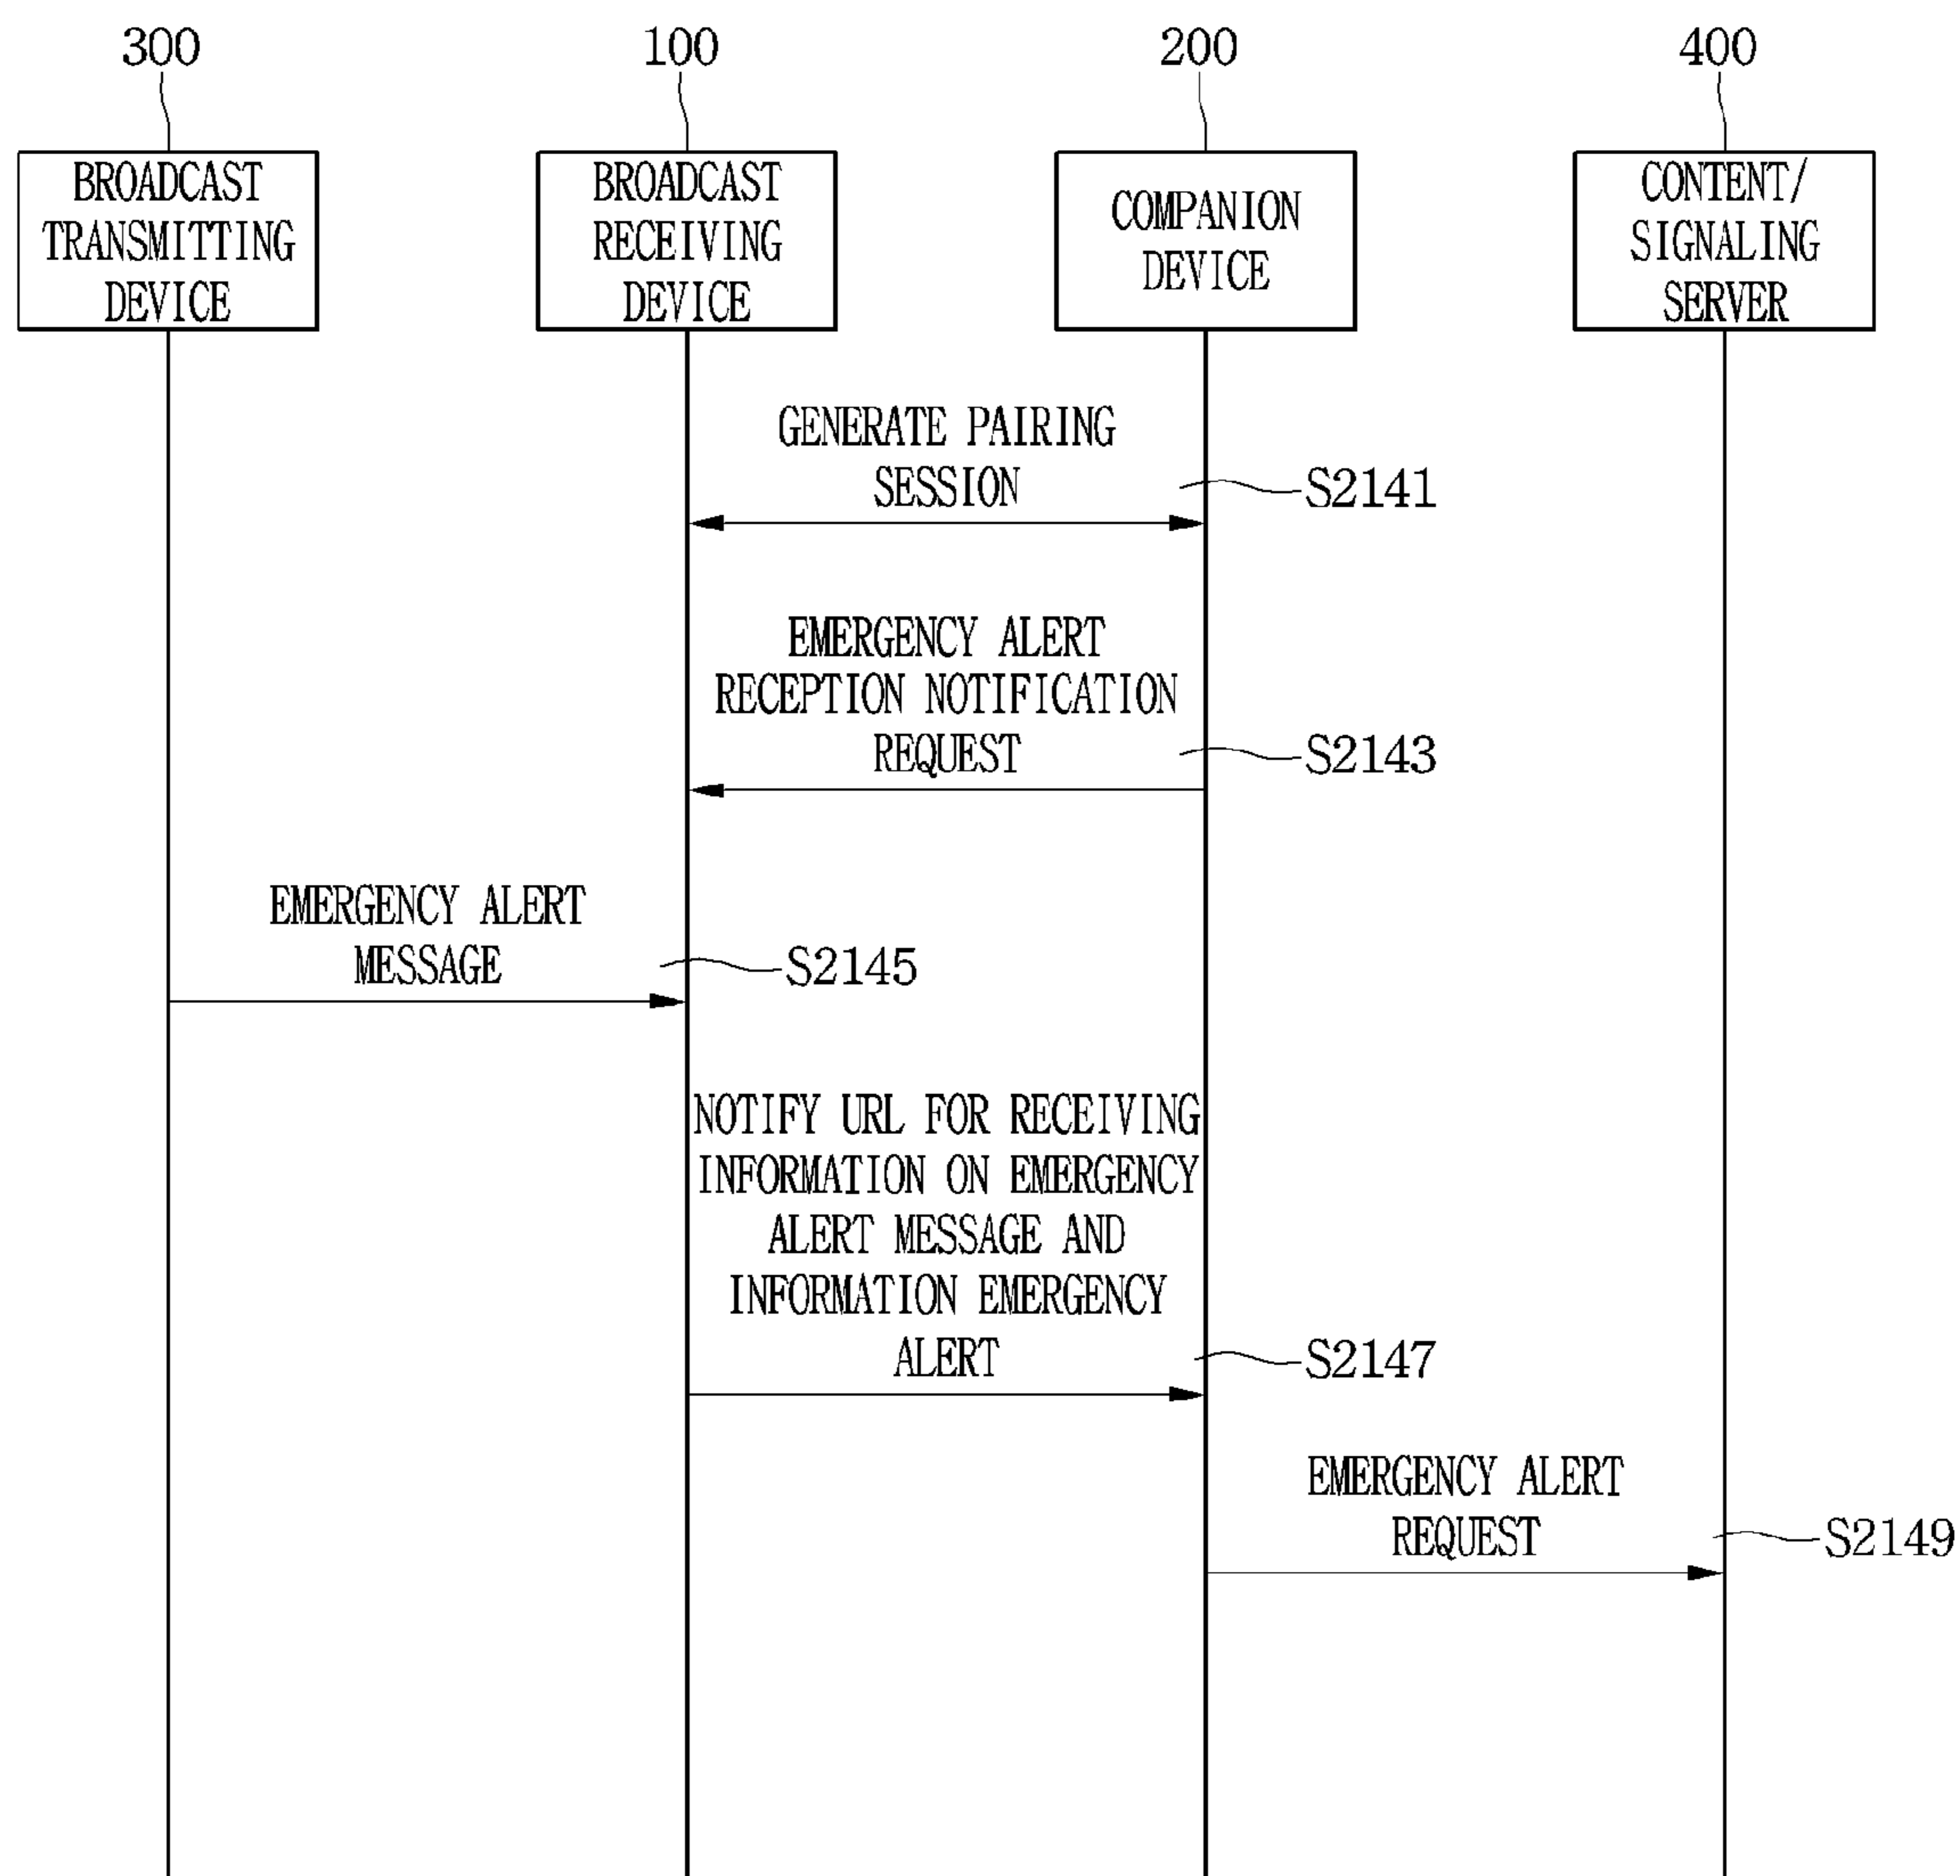 300
100
200
400
BROADCAST
TRANSMITTING
DEVICE
BROADCAST
RECEIVING
DEVICE
COMPANION
DEVICE
CONTENT/
SIGNALING
SERVER
GENERATE PAIRING
SESSION
S2141
EMERGENCY ALERT
RECEPTION NOTIFICATION
REQUEST
S2143
EMERGENCY ALERT
MESSAGE
S2145
NOTIFY URL FOR RECEIVING
INFORMATION ON EMERGENCY
ALERT MESSAGE AND
INFORMATION EMERGENCY
ALERT
S2147
EMERGENCY ALERT
REQUEST
S2149